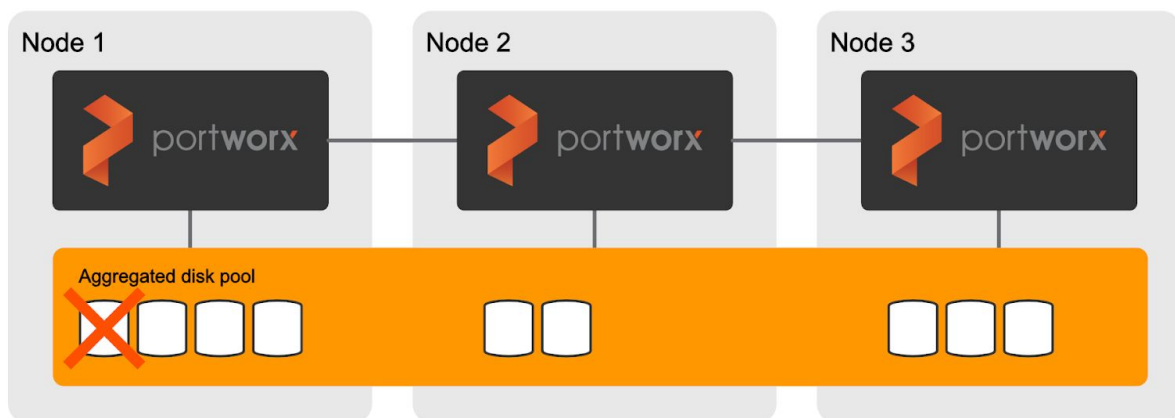 Node 1
Node 2
Node 3
portworx
portworx
portworx
Aggregated disk pool